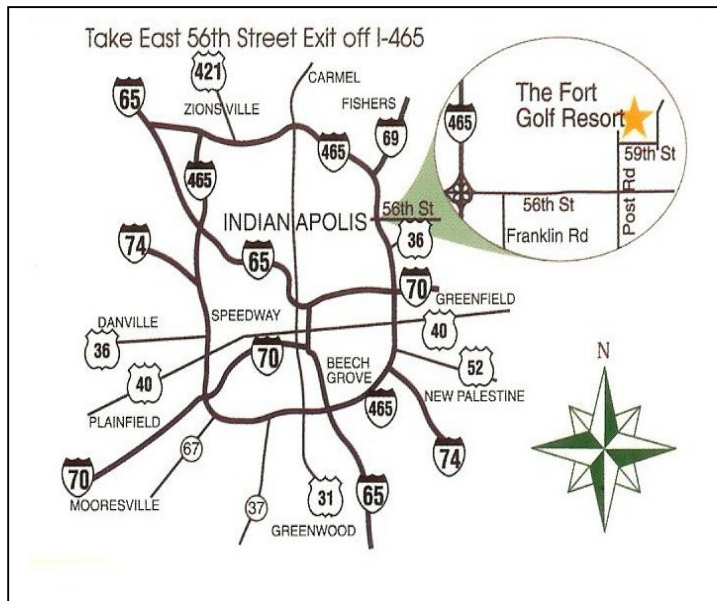 Take East 56th Street Exit off I-465
421
CARMEL
65
ZIONSVILLE
FISHERS
69
465
465
The Fort
Golf Resort
465
59th St
56th St
Franklin Rd
Post Rd
INDIANAPOLIS
56th St
36
74
65
70
GREENFIELD
SPEEDWAY
DANVILLE
36
40
70
BEECH
GROVE
52
40
NEW PALESTINE
PLAINFIELD
465
67
74
70
MOORESVILLE
31
65
37
GREENWOOD
N